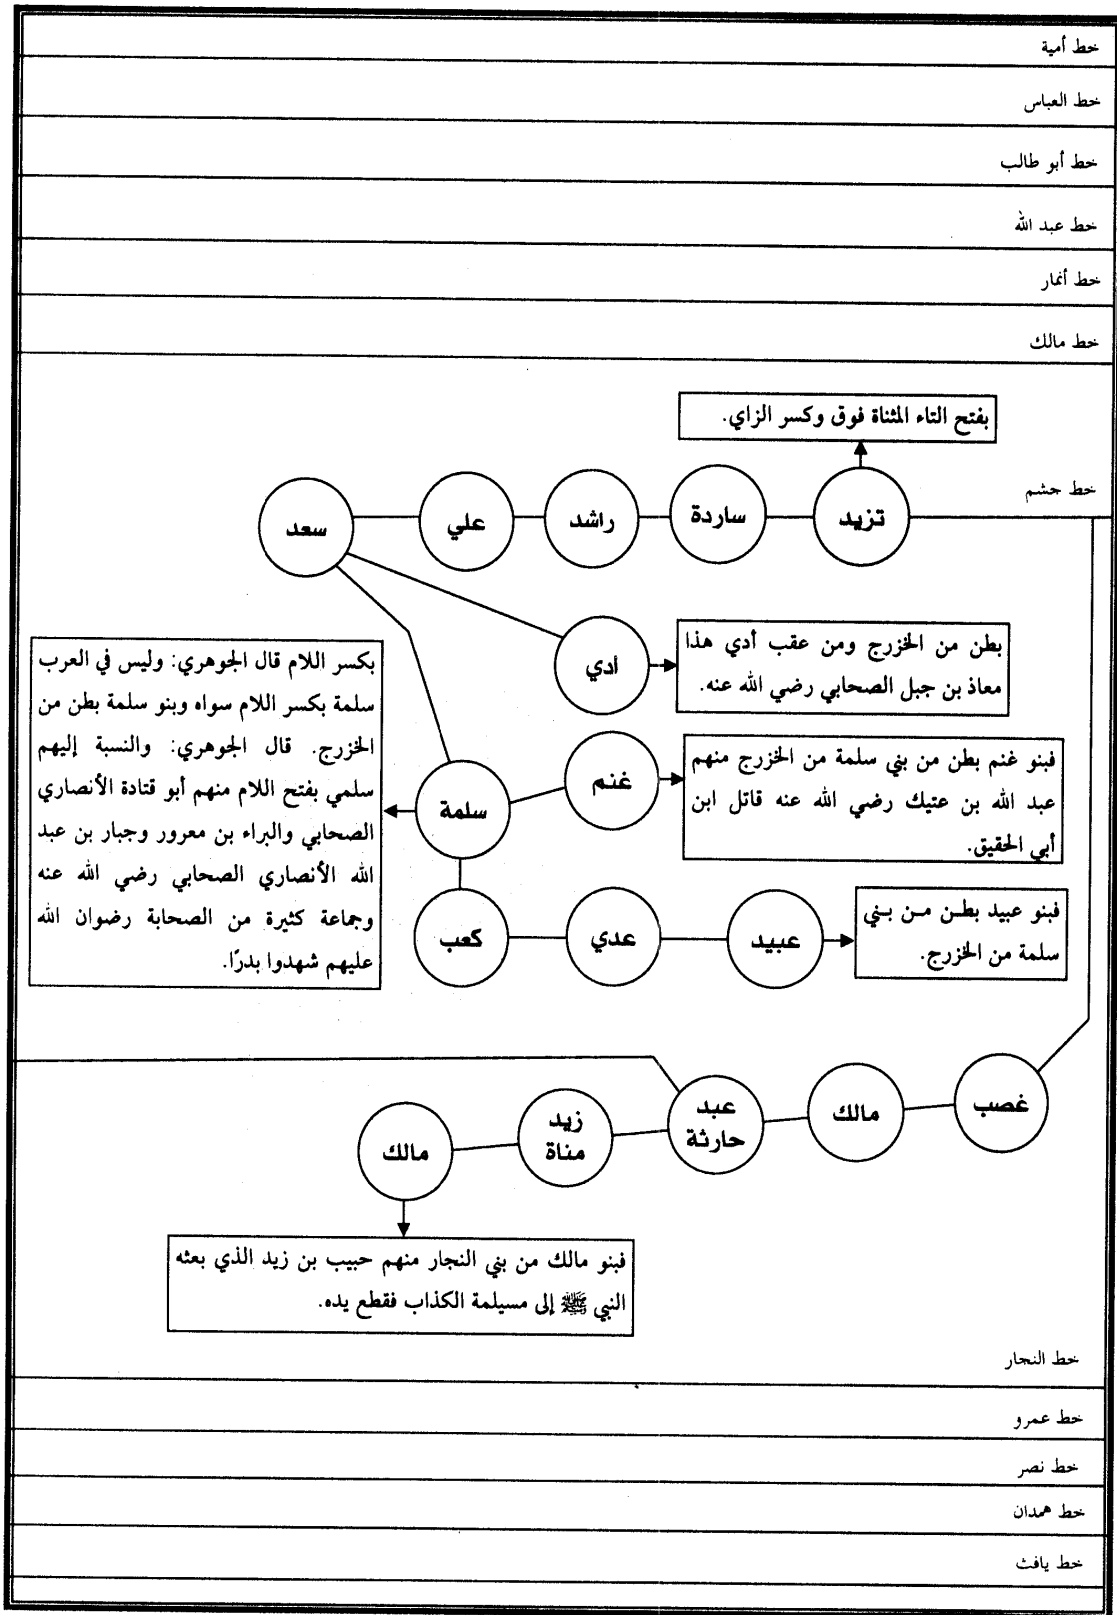 خط أمية
خط العباس
خط أبو طالب
خط عبد الله
خط أنمار
خط مالك
بفتح التاء المثناة فوق وكسر الزاي.
خط جشم
تزيد
ساردة
راشد
علي
سعد
أدي
بطن من الخزرج ومن عقب أدي هذا
معاذ بن جبل الصحابي رضي الله عنه.
بكسر اللام قال الجوهري: وليس في العرب
سلمة بكسر اللام سواه وبنو سلمة بطن من
الخزرج. قال الجوهري: والنسبة إليهم
سلمي بفتح اللام منهم أبو قتادة الأنصاري
الصحابي والبراء بن معرور وجبار بن عبد
الله الأنصاري الصحابي رضي الله عنه
وجماعة كثيرة من الصحابة رضوان الله
عليهم شهدوا بدرًا.
فبنو غنم بطن من بني سلمة من الخزرج منهم
عبد الله بن عتيك رضي الله عنه قاتل ابن
أبي الحقيق.
غنم
سلمة
فبنو عبيد بطن من بني
سلمة من الخزرج.
عبيد
عدي
كعب
غصب
مالك
عبد
حارثة
زيد
مناة
مالك
فبنو مالك من بني النجار منهم حبيب بن زيد الذي بعثه
النبي ﷺ إلى مسيلمة الكذاب فقطع يده.
خط النجار
خط عمرو
خط نصر
خط همدان
خط يافث